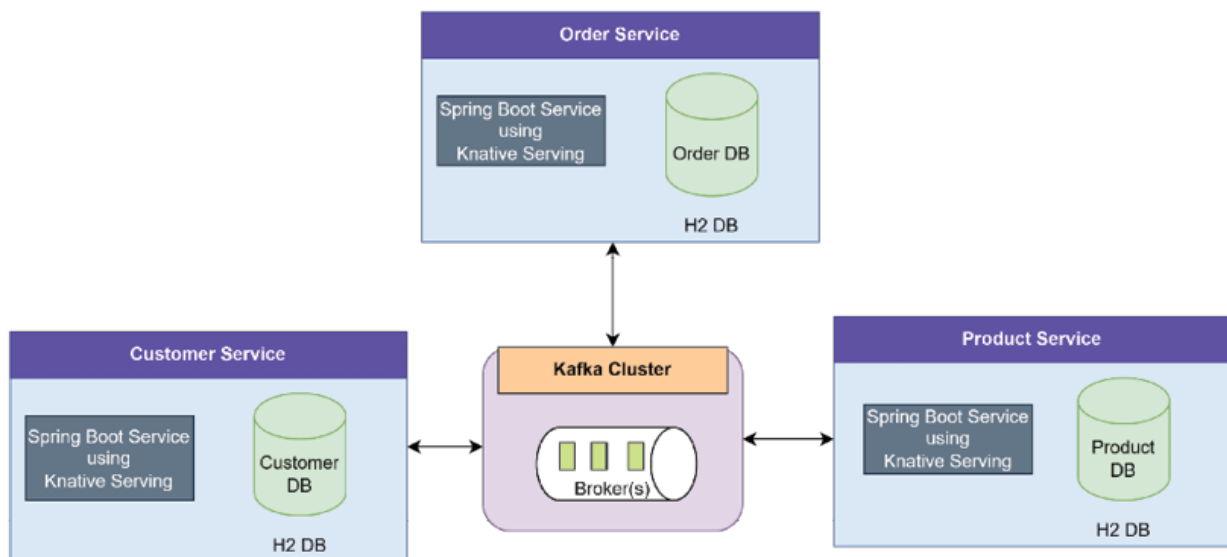 Order Service
Spring Boot Service
using
Knative Serving
Order DB
H2 DB
Customer Service
Spring Boot Service
using
Knative Serving
Customer
DB
H2 DB
Kafka Cluster
Broker(s)
Product Service
Spring Boot Service
using
Knative Serving
Product
DB
H2 DB